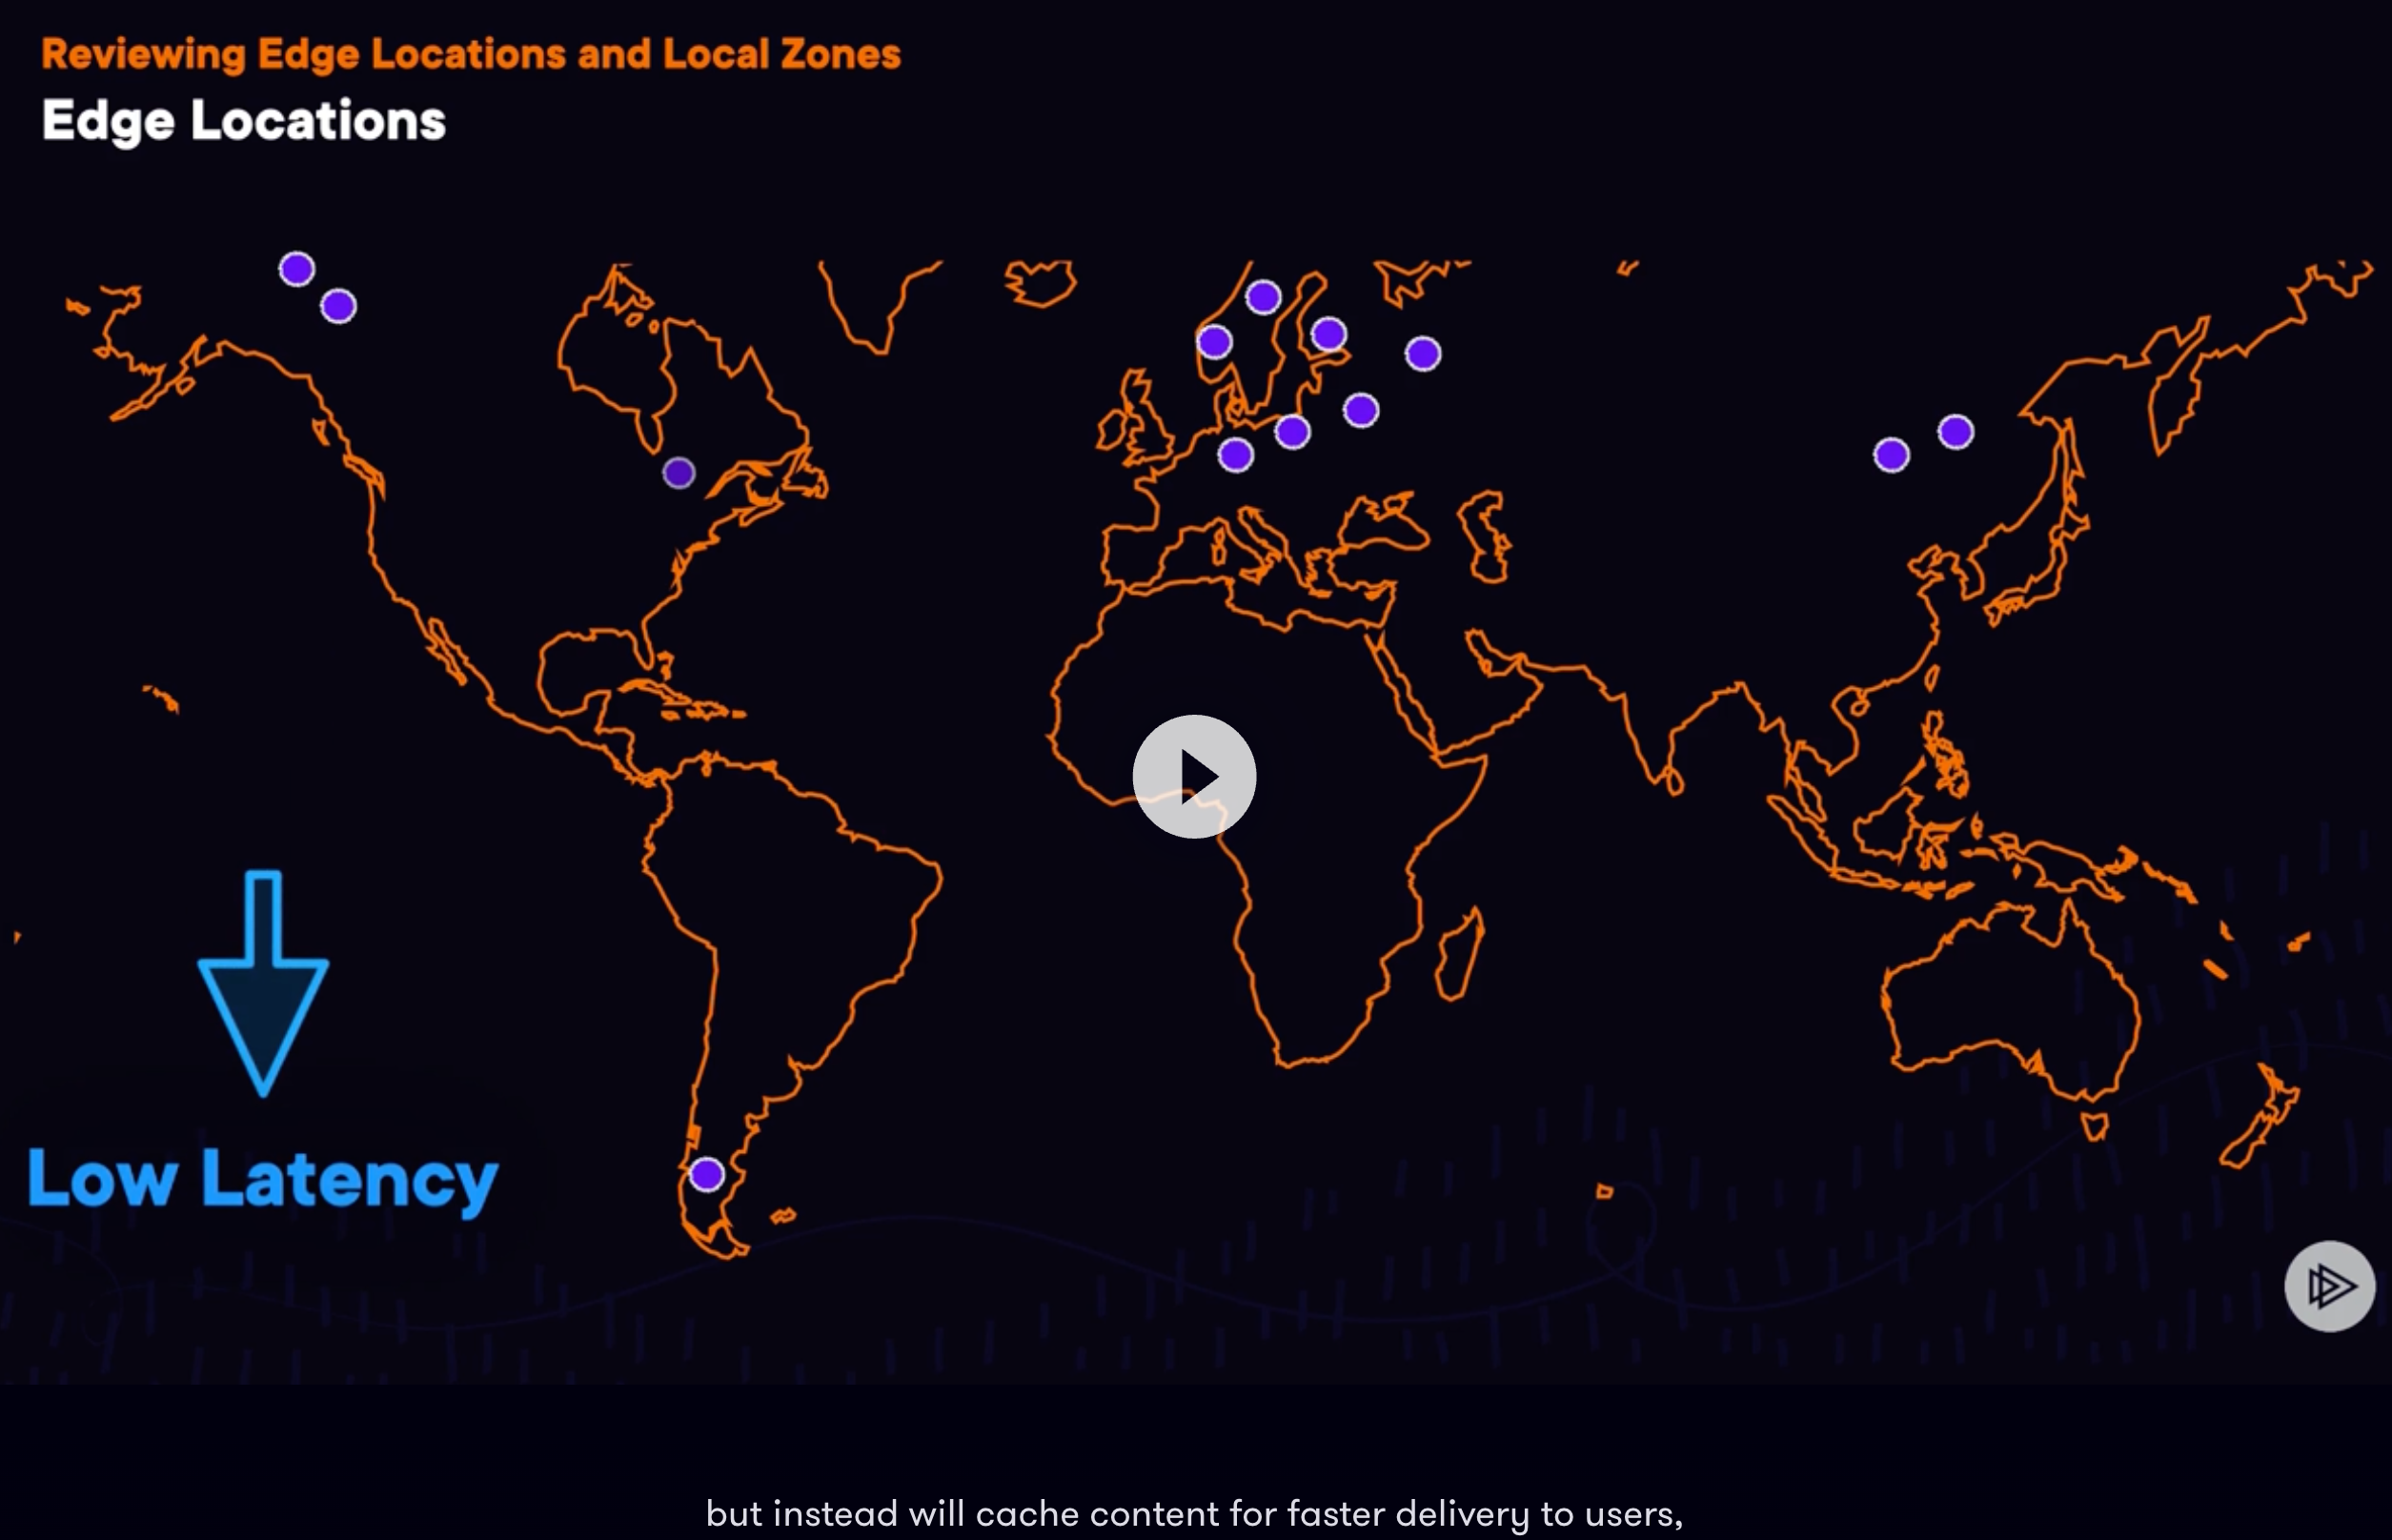 Reviewing Edge Locations and Local Zones
Edge Locations
Low Latency
but instead will cache content for faster delivery to users,